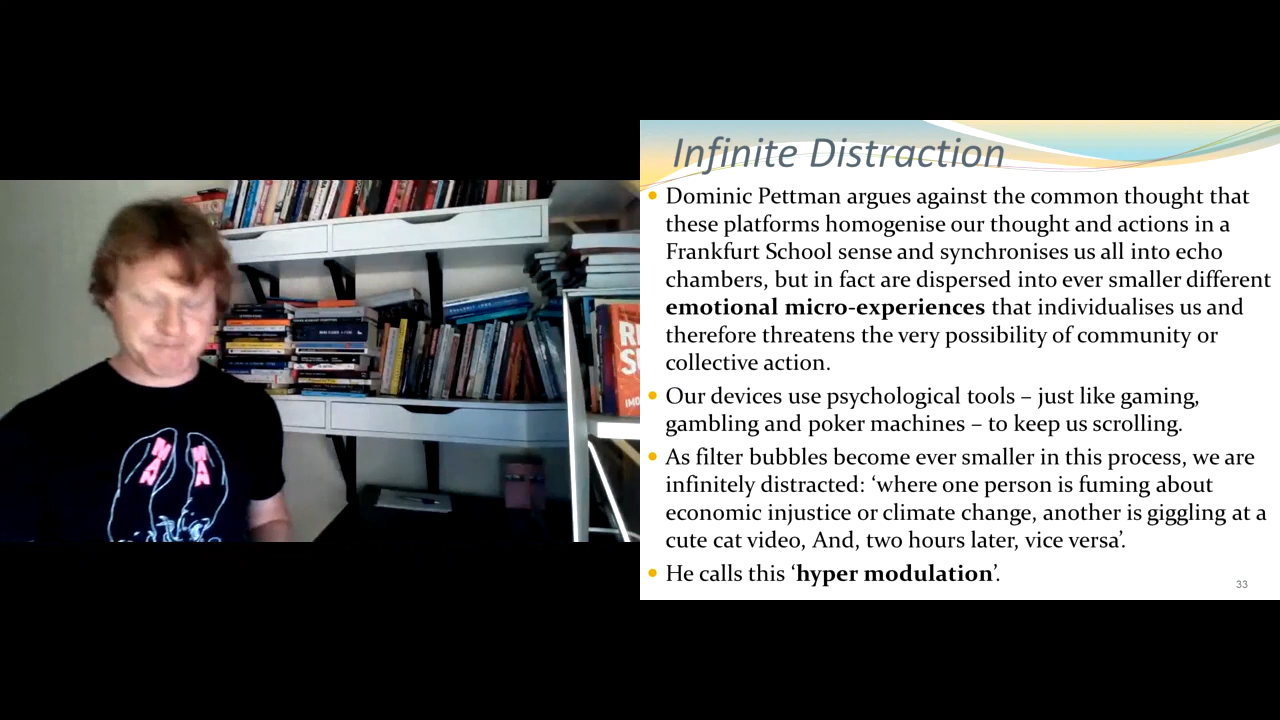 Infinite Distraction
Dominic Pettman argues against the common thought that
these platforms homogenise our thought and actions in a
Frankfurt School sense and synchronises us all into echo
chambers, but in fact are dispersed into ever smaller different
emotional micro-experiences that individualises us and
therefore threatens the very possibility of community or
collective action.
Our devices use psychological tools – just like gaming,
gambling and poker machines – to keep us scrolling.
As filter bubbles become ever smaller in this process, we are
infinitely distracted: ‘where one person is fuming about
economic injustice or climate change, another is giggling at a
cute cat video, And, two hours later, vice versa’.
He calls this ‘hyper modulation’.
33